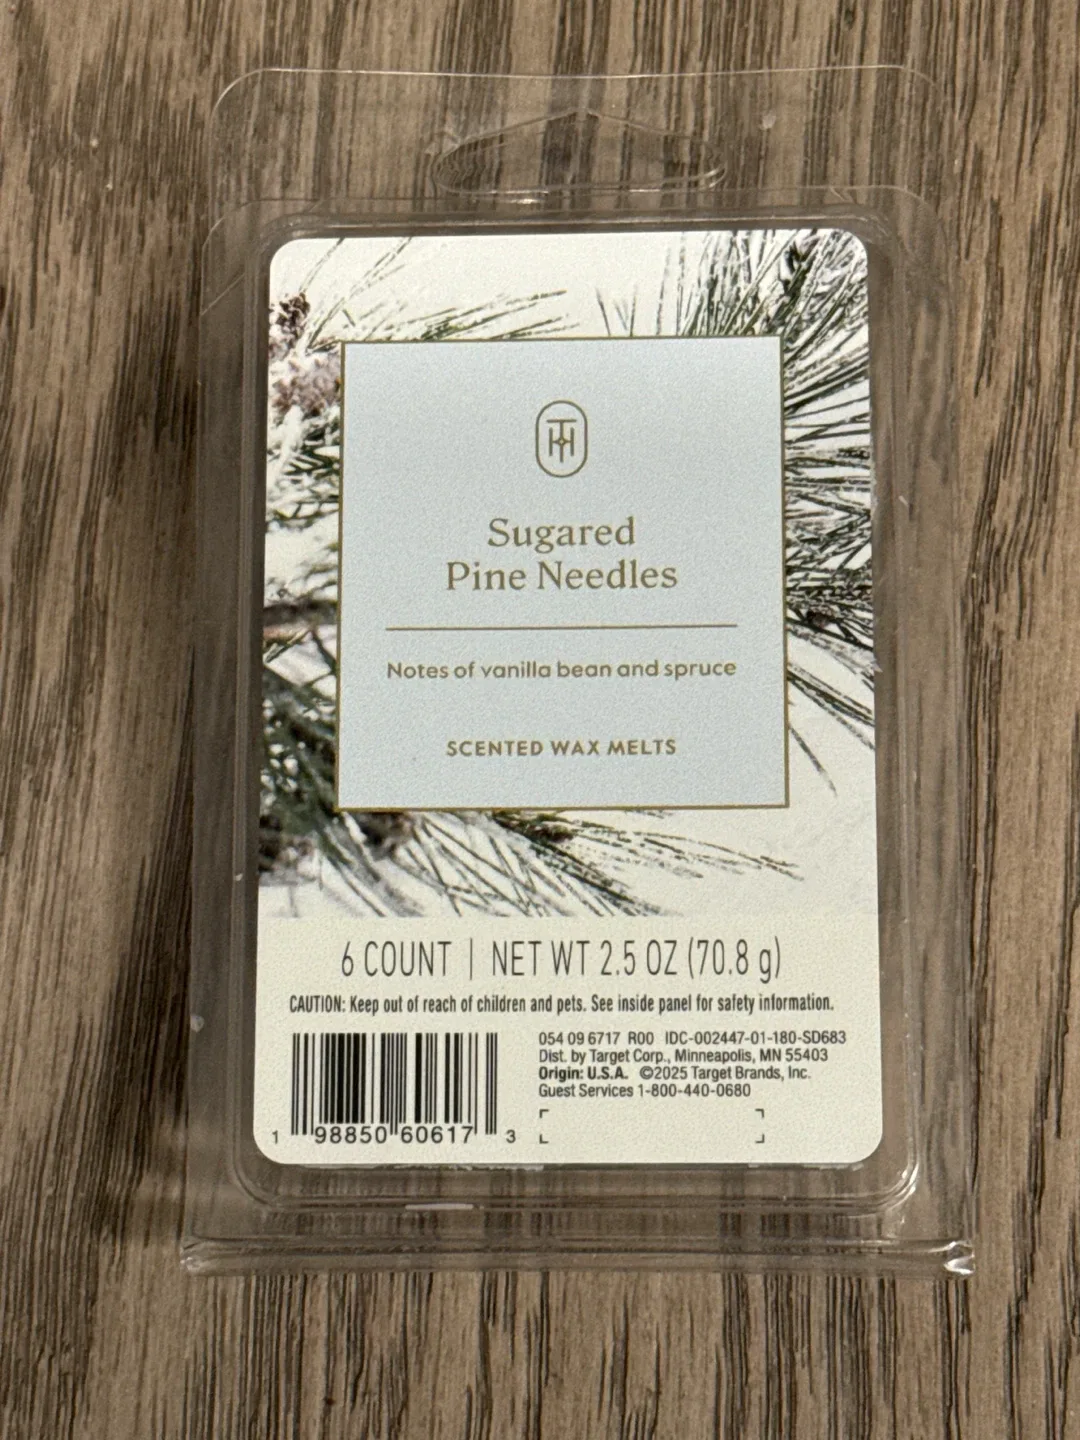 TH
Sugared
Pine Needles
Notes of vanilla bean and spruce
SCENTED WAX MELTS
6 COUNT | NET WT 2.5 OZ (70.8 g)
CAUTION: Keep out of reach of children and pets. See inside panel for safety information.
054 09 6717 R00 IDC-002447-01-180-SD683
Dist. by Target Corp., Minneapolis, MN 55403
Origin: U.S.A. ©2025 Target Brands, Inc.
Guest Services 1-800-440-0680
1 98850 60617 3